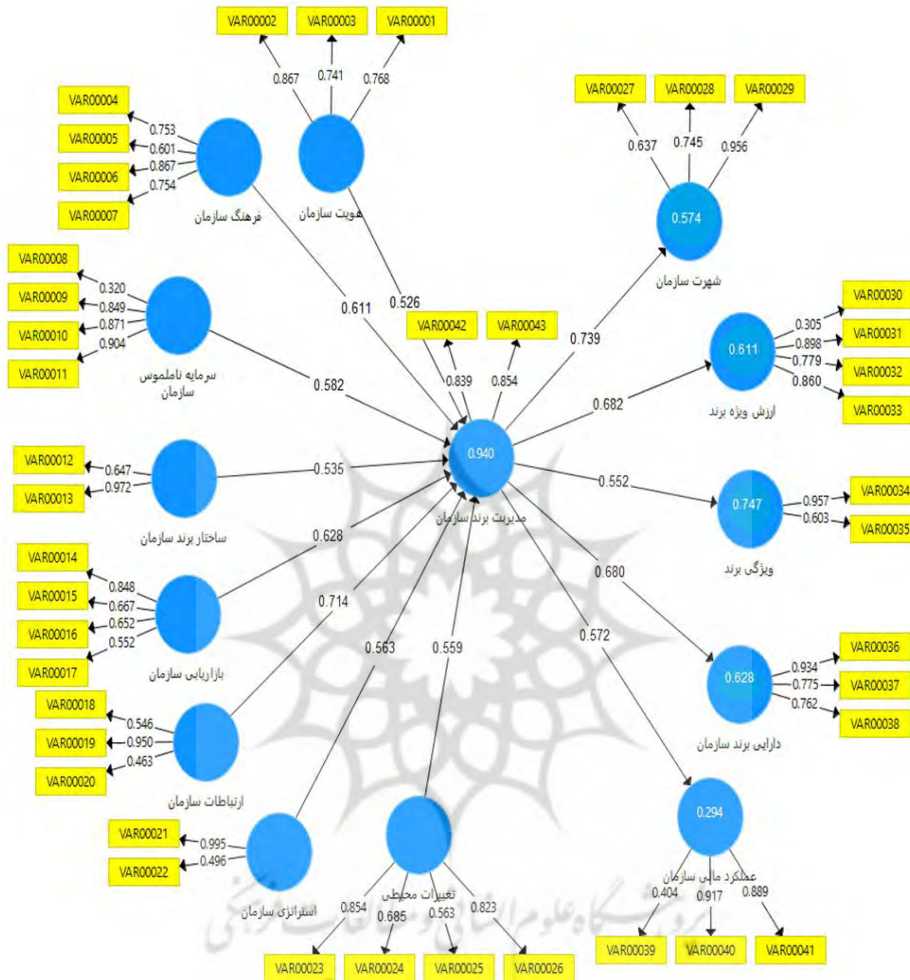 VAR00002 VAR00003 VAR00001
0.867 0.741 0.768
هویت سازمان
VAR00004
VAR00005
VAR00006
VAR00007
0.753
0.601
0.867
0.754
فرهنگ سازمان
VAR00027 VAR00028 VAR00029
0.637 0.745 0.956
0.574
شهرت سازمان
VAR00008
VAR00009
VAR00010
VAR00011
0.320
0.849
0.871
0.904
سرمایه ناملموس
سازمان
0.611
0.526
0.582
VAR00042 VAR00043
0.839 0.854
0.940
مدیریت برند سازمان
0.739
0.682
0.552
0.680
0.572
VAR00030
VAR00031
VAR00032
VAR00033
0.305
0.898
0.779
0.860
0.611
ارزش ویژه برند
VAR00012
VAR00013
0.647
0.972
ساختار برند سازمان
0.535
0.628
0.714
0.563
0.559
VAR00034
VAR00035
0.957
0.603
0.747
ویژگی برند
VAR00014
VAR00015
VAR00016
VAR00017
0.848
0.667
0.652
0.552
بازاریابی سازمان
VAR00036
VAR00037
VAR00038
0.934
0.775
0.762
0.628
دارایی برند سازمان
VAR00018
VAR00019
VAR00020
0.546
0.950
0.463
ارتباطات سازمان
VAR00021
VAR00022
0.995
0.496
استراتژی سازمان
تغییرات محیطی
0.854 0.685 0.563 0.823
VAR00023 VAR00024 VAR00025 VAR00026
0.294
عملکرد مالی سازمان
0.404 0.917 0.889
VAR00039 VAR00040 VAR00041
پژوهشگاه علوم انسانی و مطالعات فرهنگی